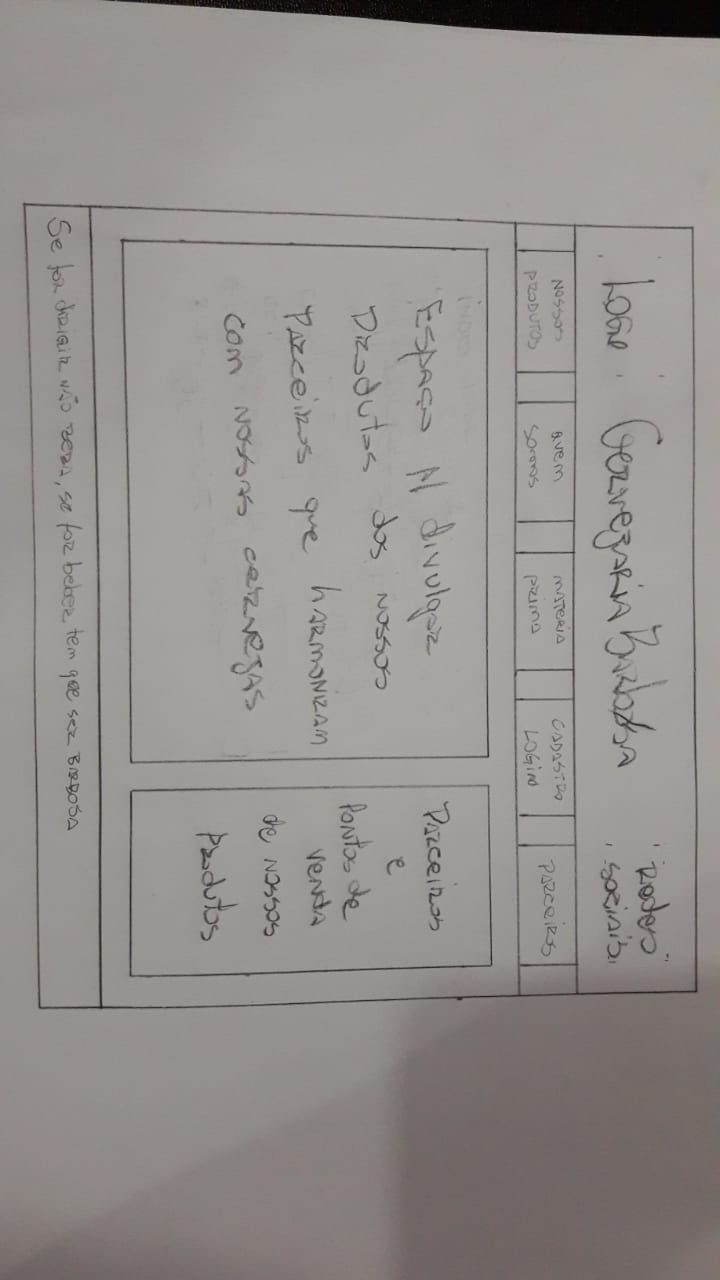 Logo Cervejaria Barbosa "Redes
sociais"
NOSSOS
PRODUTOS
QUEM
SOMOS
MATERIA
PRIMA
CADASTRO
LOGIN
PARCEIROS
ESPAÇO P/ divulgar
Produtos dos NOSSOS
PARCEIROS que HARMONIZAM
com NOSSAS cervejas
PARCEIROS
e
Pontos de
venda
de NOSSOS
Produtos
Se for dirigir NÃO BEBA, se for beber tem que ser BARBOSA